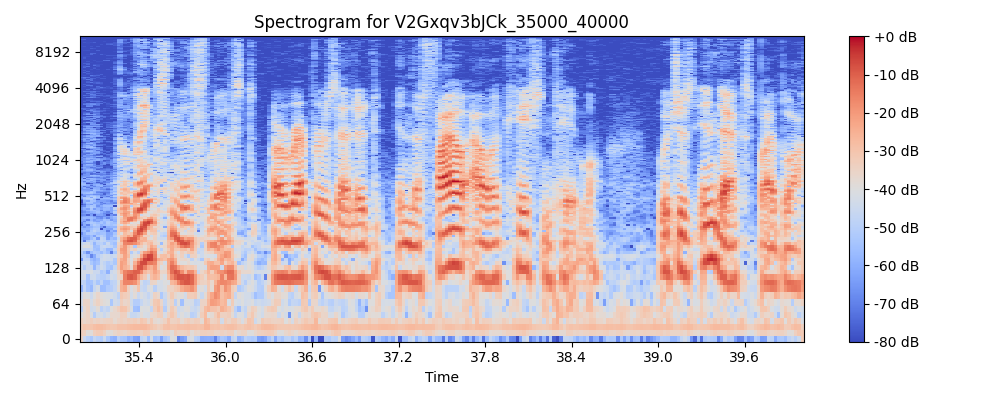 Spectrogram for V2Gxqv3bJCk_35000_40000
Hz
8192
4096
2048
1024
512
256
128
64
0
35.4 36.0 36.6 37.2 37.8 38.4 39.0 39.6
Time
+0 dB
-10 dB
-20 dB
-30 dB
-40 dB
-50 dB
-60 dB
-70 dB
-80 dB